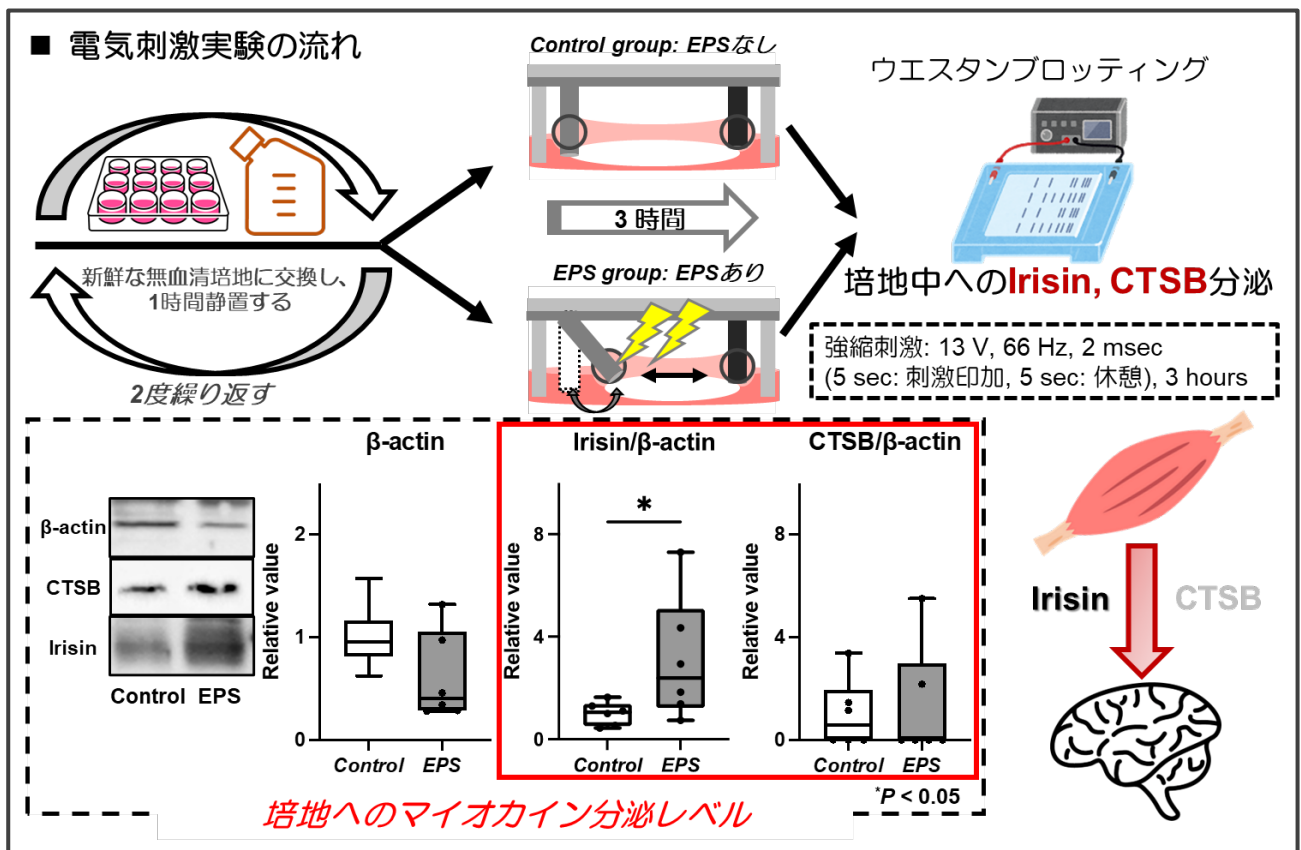 ■ 電気刺激実験の流れ
新鮮な無血清培地に交換し、
1時間静置する
2度繰り返す
Control group: EPSなし
3 時間
EPS group: EPSあり
ウエスタンブロッティング
培地中へのIrisin, CTSB分泌
強縮刺激: 13 V, 66 Hz, 2 msec
(5 sec: 刺激印加, 5 sec: 休憩), 3 hours
β-actin
CTSB
Irisin
Control EPS
β-actin
Relative value
2
1
0
Control EPS
Irisin/β-actin
Relative value
8
4
0
*
Control EPS
CTSB/β-actin
Relative value
8
4
0
Control EPS
*P < 0.05
培地へのマイオカイン分泌レベル
Irisin CTSB